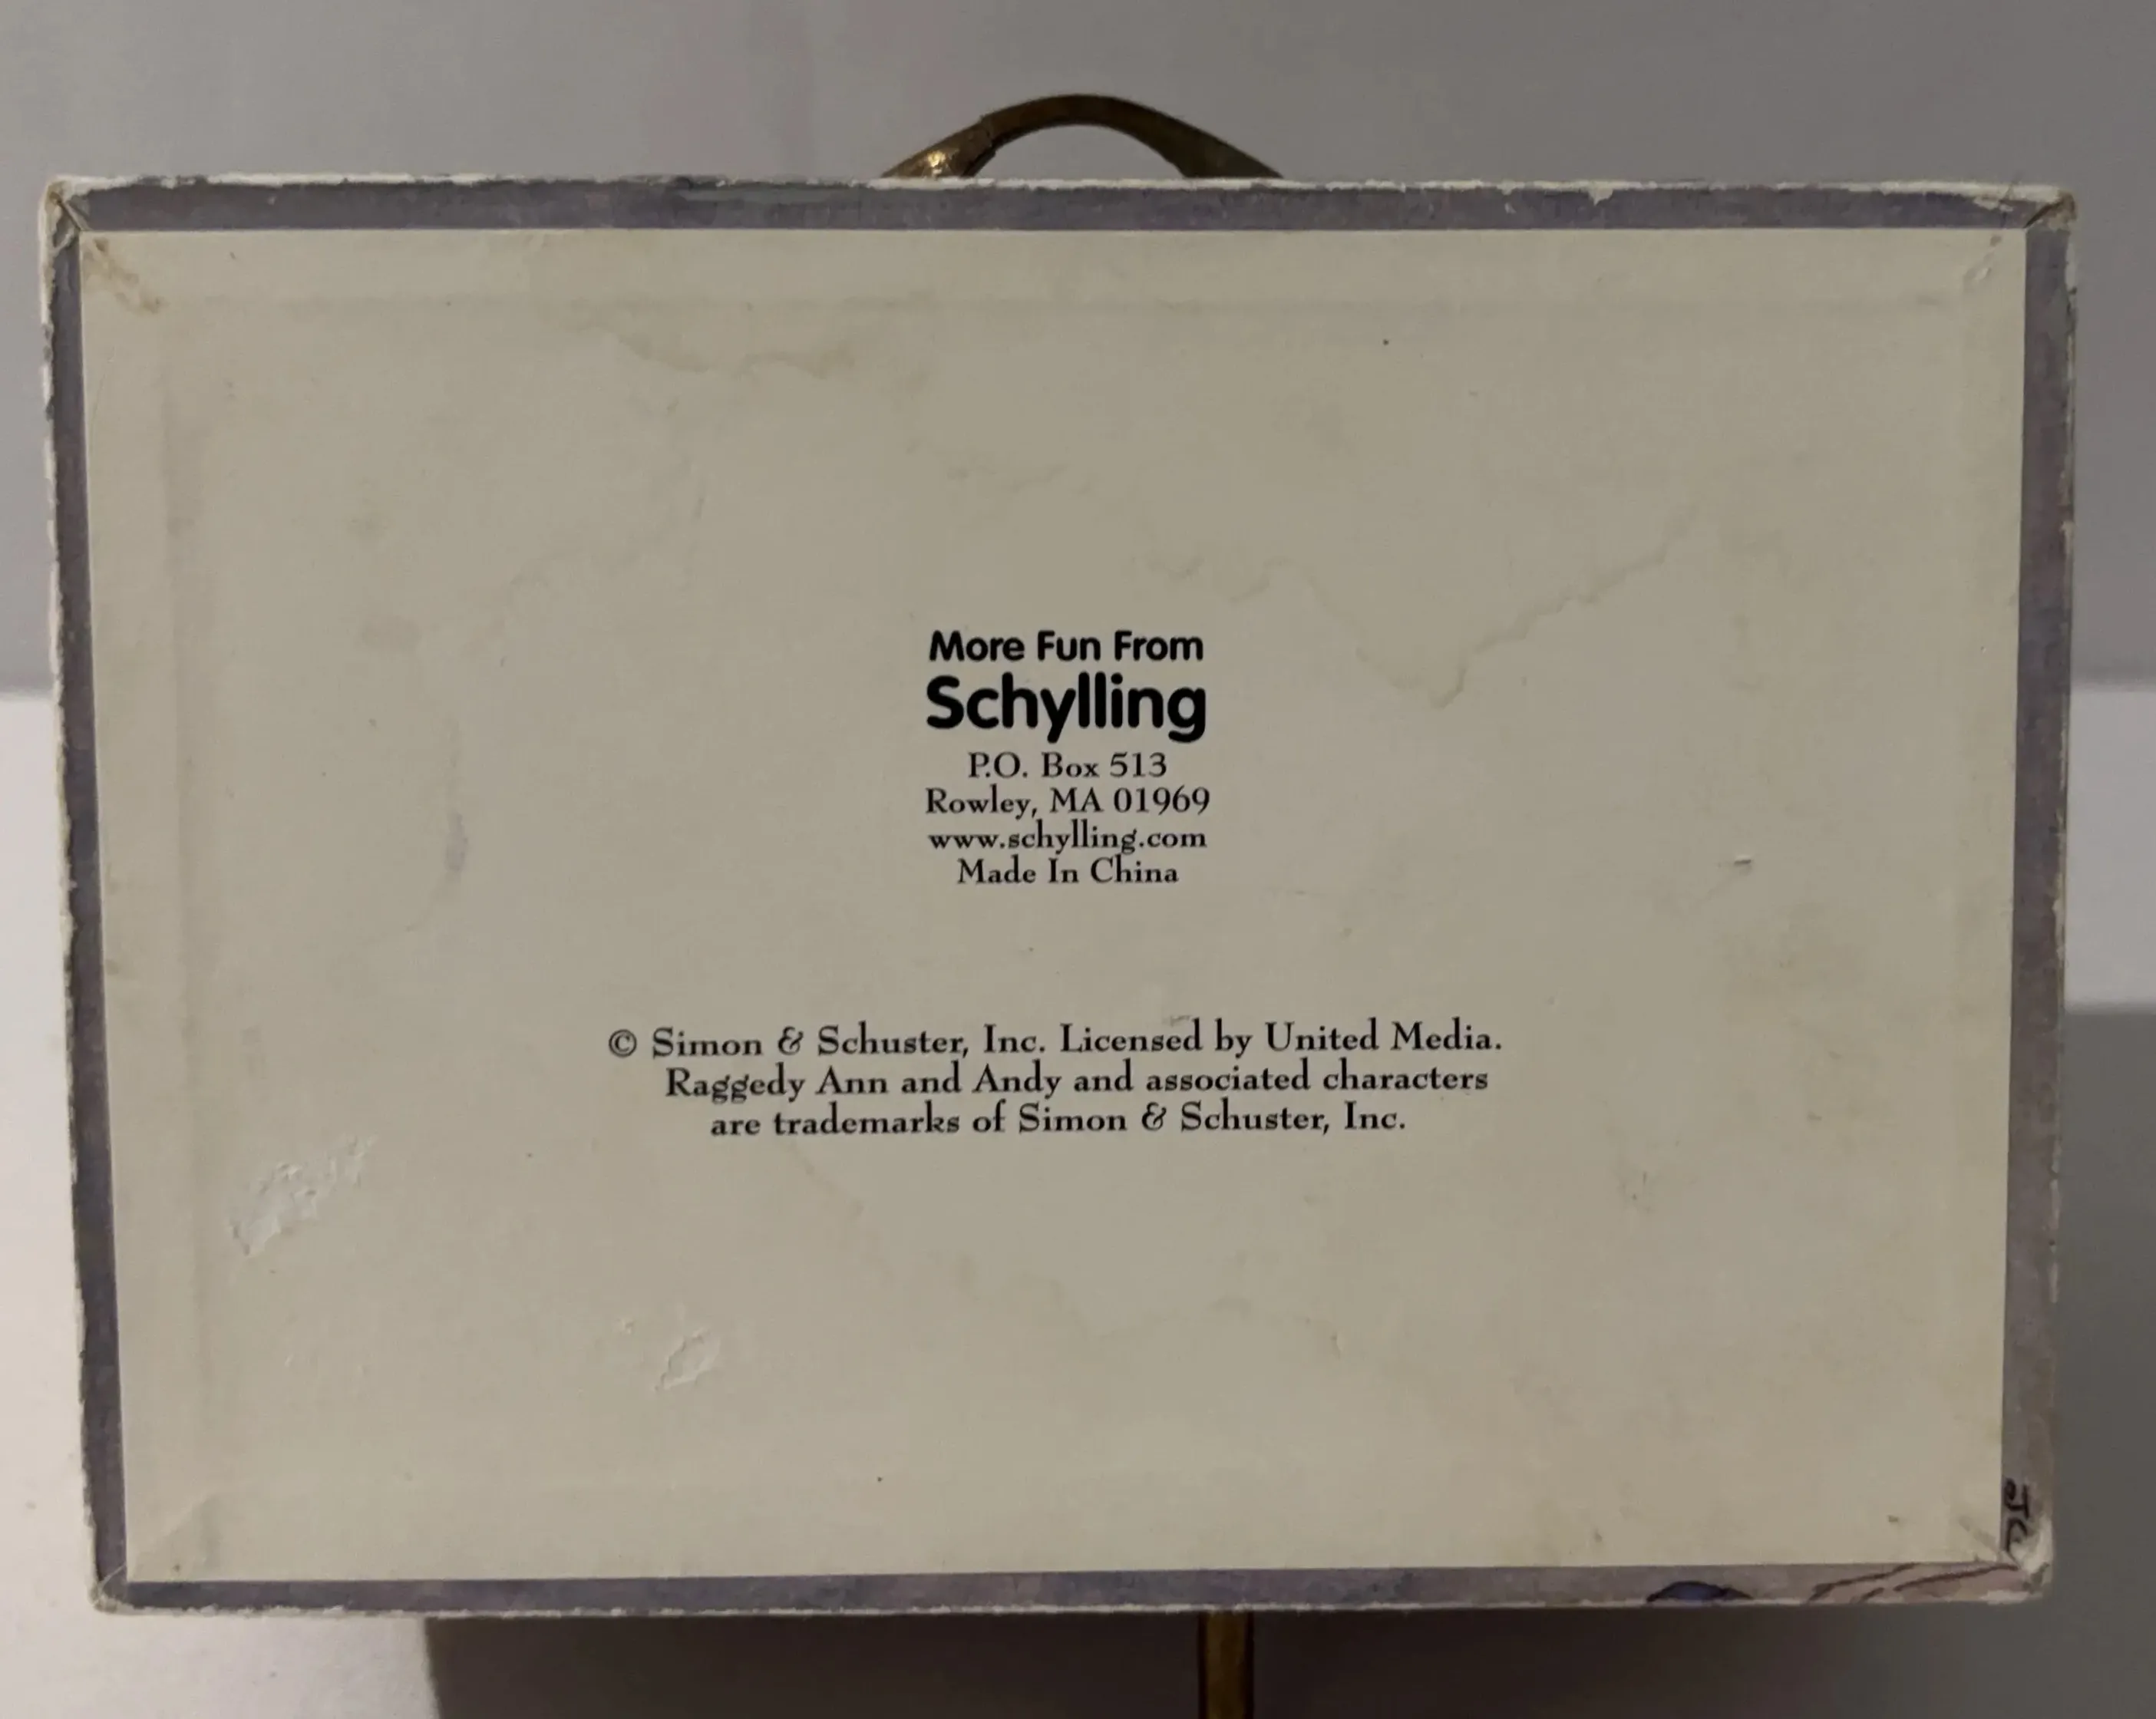 More Fun From
Schylling
P.O. Box 513
Rowley, MA 01969
www.schylling.com
Made In China
© Simon & Schuster, Inc. Licensed by United Media.
Raggedy Ann and Andy and associated characters
are trademarks of Simon & Schuster, Inc.